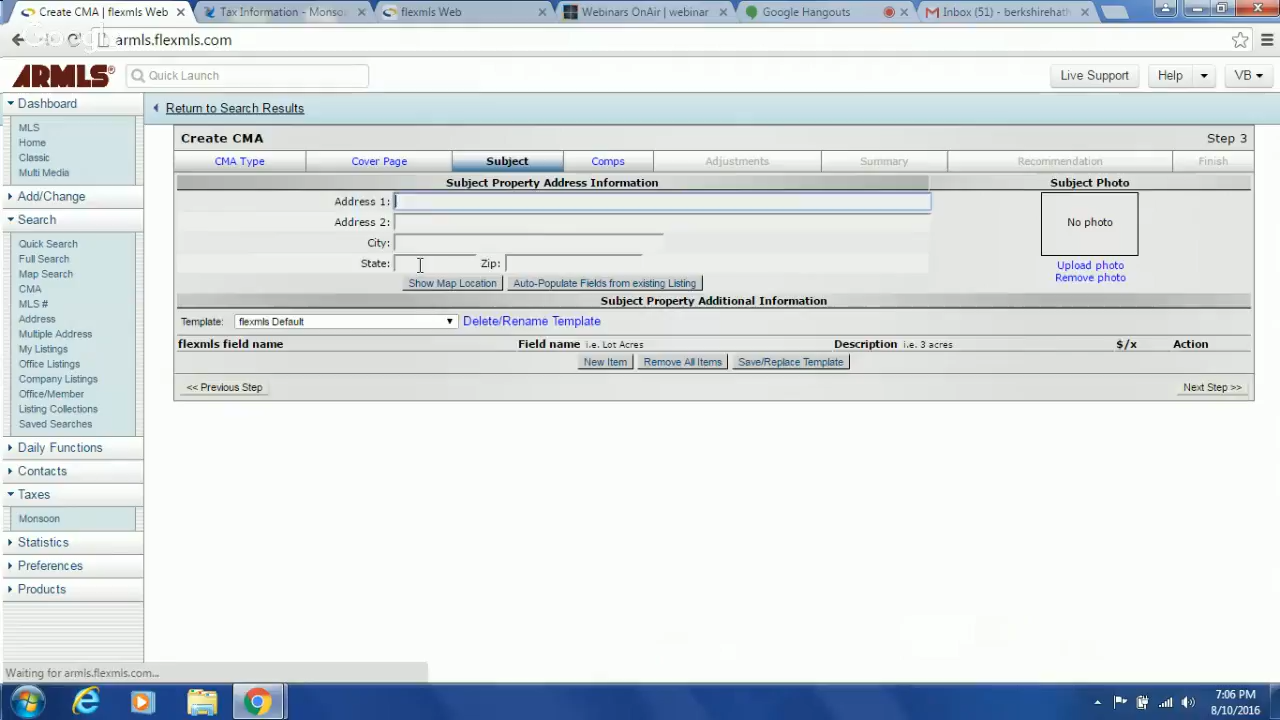 Create CMA | flexmls Web
Tax Information - Monso
flexmls Web
Webinars OnAir | webinar
Google Hangouts
Inbox (51) - berkshirehath
armls.flexmls.com
ARMLS®
Quick Launch
Live Support
Help
VB
Dashboard
MLS
Home
Classic
Multi Media
Add/Change
Search
Quick Search
Full Search
Map Search
CMA
MLS #
Address
Multiple Address
My Listings
Office Listings
Company Listings
Office/Member
Listing Collections
Saved Searches
Daily Functions
Contacts
Taxes
Monsoon
Statistics
Preferences
Products
Return to Search Results
Create CMA Step 3
CMA Type Cover Page Subject Comps Adjustments Summary Recommendation Finish
Subject Property Address Information Subject Photo
Address 1:
Address 2: No photo
City:
State: Zip: Upload photo
Show Map Location Auto-Populate Fields from existing Listing Remove photo
Subject Property Additional Information
Template: flexmls Default Delete/Rename Template
flexmls field name Field name i.e. Lot Acres Description i.e. 3 acres $/x Action
New Item Remove All Items Save/Replace Template
<< Previous Step Next Step >>
Waiting for armls.flexmls.com...
7:06 PM
8/10/2016